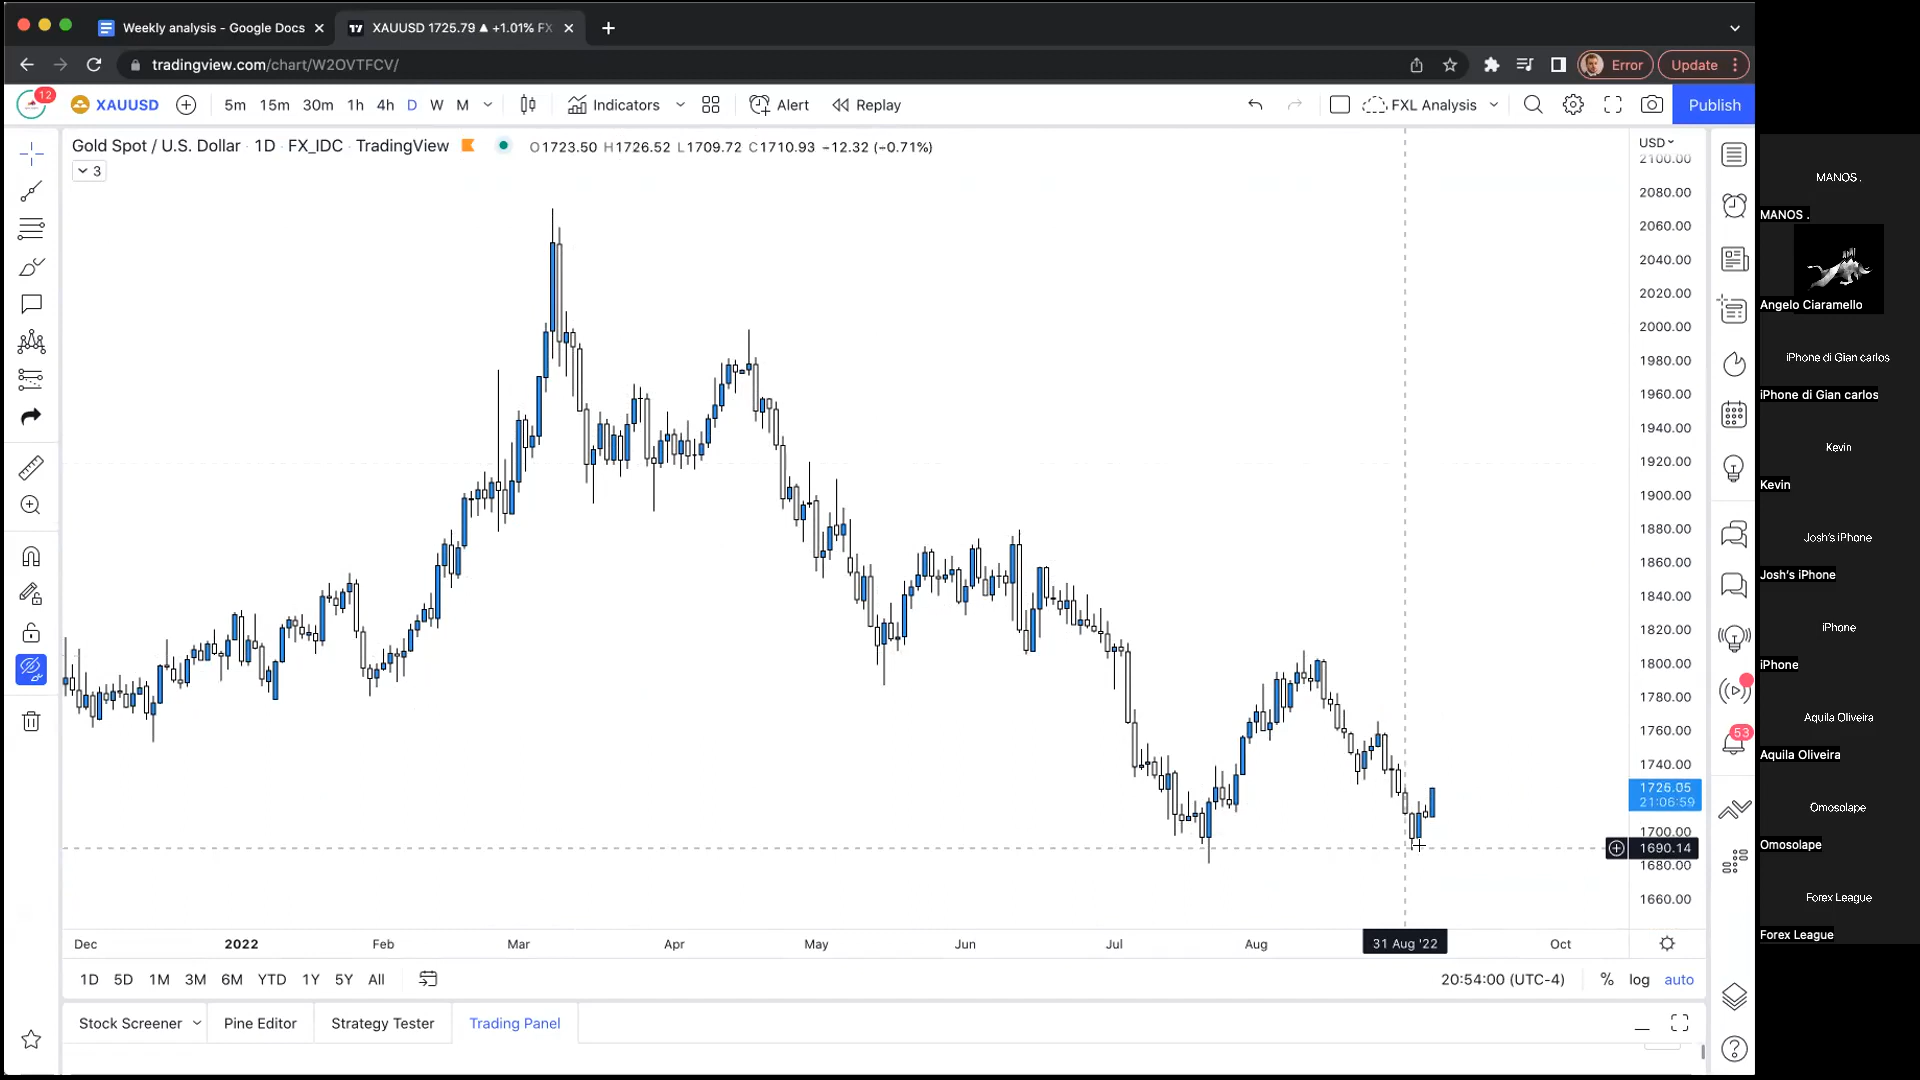 Weekly analysis - Google Docs
XAUUSD 1725.79 ▲ +1.01% FX
tradingview.com/chart/W2OVTFCV/
Error
Update
12
XAUUSD
5m 15m 30m 1h 4h D W M
Indicators
Alert
Replay
FXL Analysis
Publish
Gold Spot / U.S. Dollar · 1D · FX_IDC · TradingView
O1723.50 H1726.52 L1709.72 C1710.93 −12.32 (−0.71%)
3
USD
2100.00
2080.00
2060.00
2040.00
2020.00
2000.00
1980.00
1960.00
1940.00
1920.00
1900.00
1880.00
1860.00
1840.00
1820.00
1800.00
1780.00
1760.00
1740.00
1726.05
21:06:59
1700.00
1690.14
1680.00
1660.00
Dec 2022 Feb Mar Apr May Jun Jul Aug 31 Aug '22 Oct
1D 5D 1M 3M 6M YTD 1Y 5Y All
20:54:00 (UTC-4)
% log auto
Stock Screener
Pine Editor
Strategy Tester
Trading Panel
53
MANOS .
MANOS .
Angelo Ciaramello
iPhone di Gian carlos
iPhone di Gian carlos
Kevin
Kevin
Josh's iPhone
Josh's iPhone
iPhone
iPhone
Aquila Oliveira
Aquila Oliveira
Omosolape
Omosolape
Forex League
Forex League